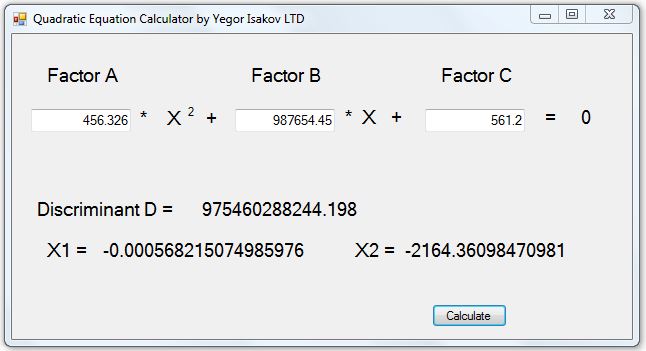 Quadratic Equation Calculator by Yegor Isakov LTD
Factor A Factor B Factor C
456.326 * X 2 + 987654.45 * X + 561.2 = 0
Discriminant D = 975460288244.198
X1 = -0.000568215074985976 X2 = -2164.36098470981
Calculate